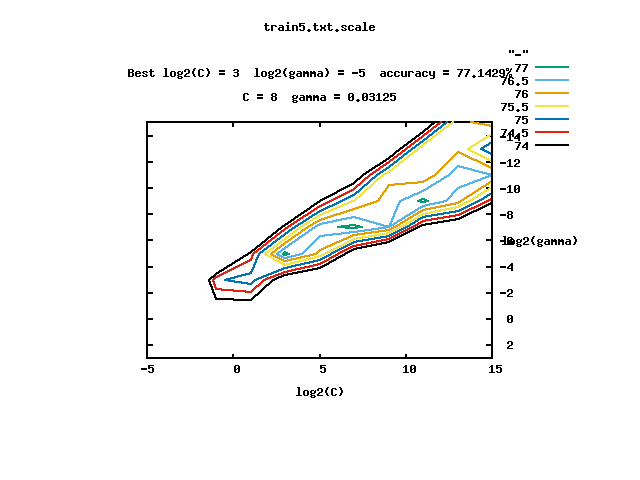 train5.txt.scale
"-"
Best log2(C) = 3 log2(gamma) = -5 accuracy = 77.1429%
77
76.5
C = 8 gamma = 0.03125
76
75.5
75
74.5
74
-14
-12
-10
-8
-6
log2(gamma)
-4
-2
0
2
-5 0 5 10 15
log2(C)